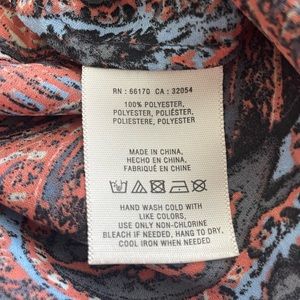 RN : 66170 CA : 32054
100% POLYESTER,
POLYESTER, POLIÉSTER,
POLIESTERE, POLYESTER
MADE IN CHINA,
HECHO EN CHINA,
FABRIQUÉ EN CHINE
HAND WASH COLD WITH
LIKE COLORS,
USE ONLY NON-CHLORINE
BLEACH IF NEEDED, HANG TO DRY,
COOL IRON WHEN NEEDED.